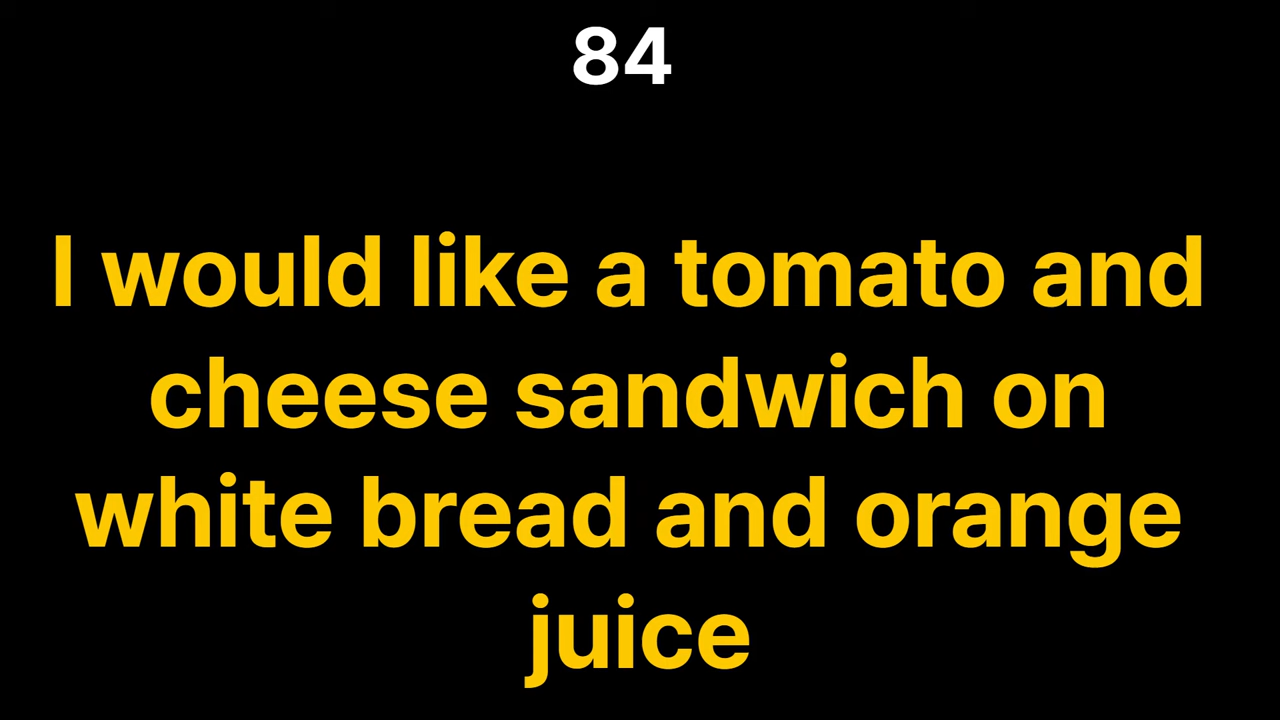 84
I would like a tomato and
cheese sandwich on
white bread and orange
juice